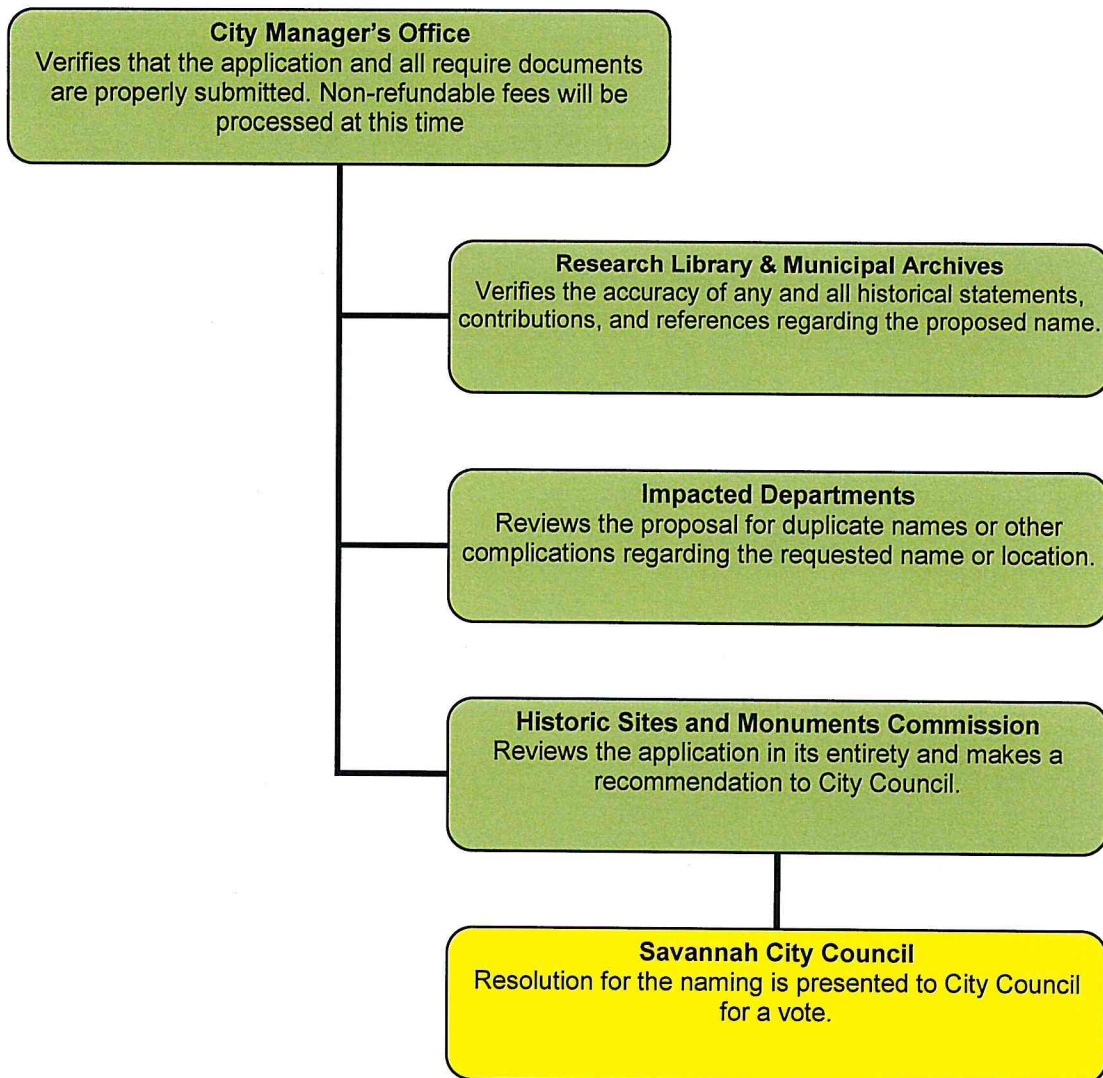 City Manager's Office
Verifies that the application and all require documents
are properly submitted. Non-refundable fees will be
processed at this time
Research Library & Municipal Archives
Verifies the accuracy of any and all historical statements,
contributions, and references regarding the proposed name.
Impacted Departments
Reviews the proposal for duplicate names or other
complications regarding the requested name or location.
Historic Sites and Monuments Commission
Reviews the application in its entirety and makes a
recommendation to City Council.
Savannah City Council
Resolution for the naming is presented to City Council
for a vote.